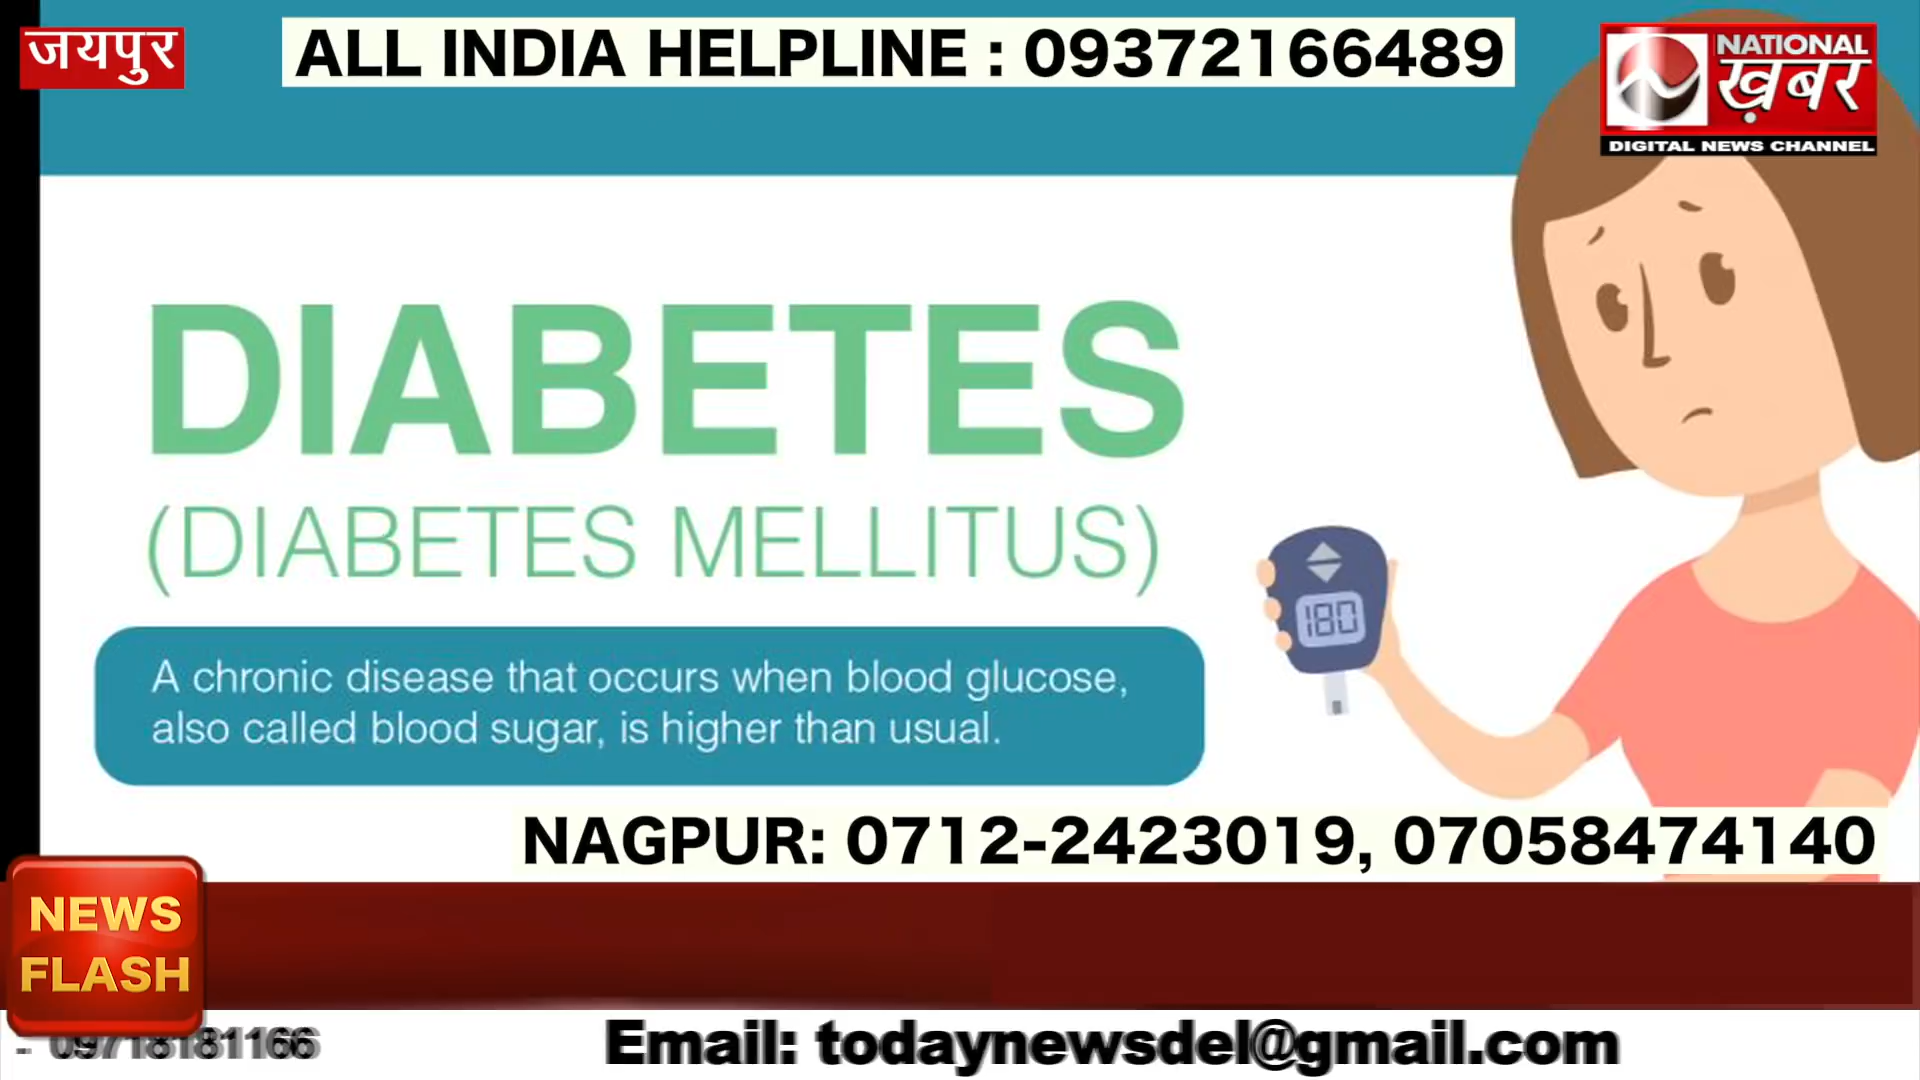 जयपुर
ALL INDIA HELPLINE : 09372166489
NATIONAL
ख़बर
DIGITAL NEWS CHANNEL
DIABETES
(DIABETES MELLITUS)
180
A chronic disease that occurs when blood glucose,
also called blood sugar, is higher than usual.
NAGPUR: 0712-2423019, 07058474140
NEWS
FLASH
- 09718181166
Email: todaynewsdel@gmail.com